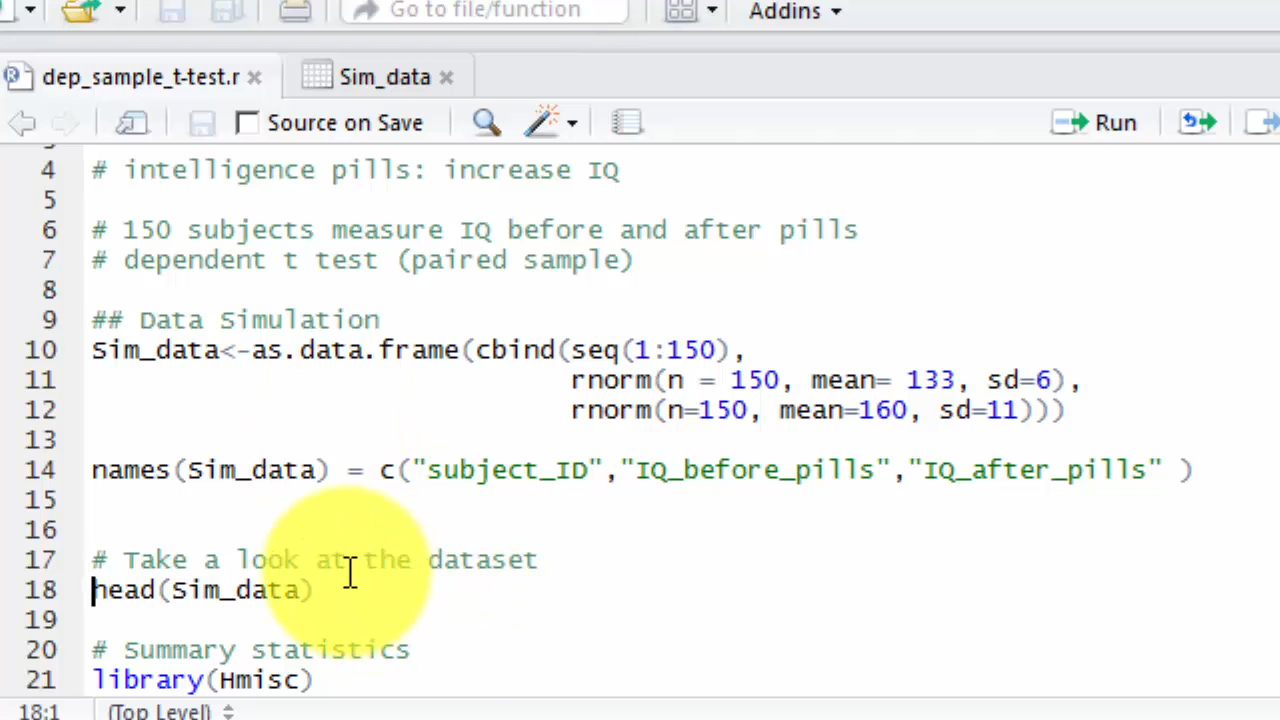 Go to file/function Addins
dep_sample_t-test.r Sim_data
Source on Save Run
4 # intelligence pills: increase IQ
5
6 # 150 subjects measure IQ before and after pills
7 # dependent t test (paired sample)
8
9 ## Data Simulation
10 Sim_data<-as.data.frame(cbind(seq(1:150),
11 rnorm(n = 150, mean= 133, sd=6),
12 rnorm(n=150, mean=160, sd=11)))
13
14 names(Sim_data) = c("subject_ID","IQ_before_pills","IQ_after_pills" )
15
16
17 # Take a look at the dataset
18 head(Sim_data)
19
20 # Summary statistics
21 library(Hmisc)
18:1 (Top Level)